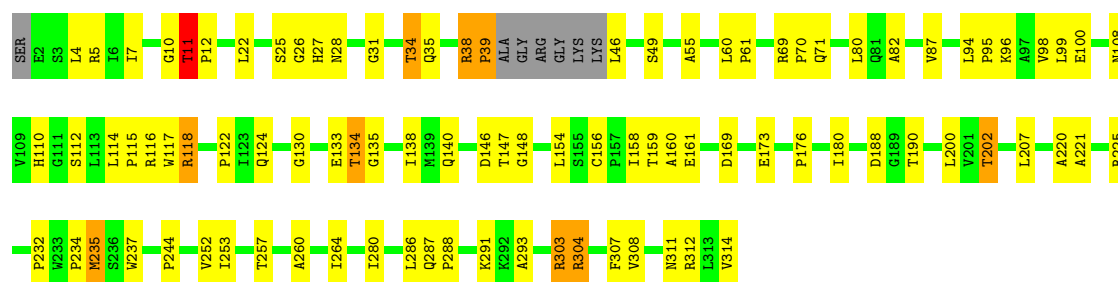 SER E2 S3 L4 R5 I6 I7 G10 T11 P12 L22 S25 G26 H27 N28 G31 T34 Q35 R38 P39 ALA GLY ARG GLY LYS LYS L46 S49 A55 L60 P61 R69 P70 Q71 L80 Q81 A82 V87 L94 P95 K96 A97 V98 L99 E100 N108
V109 H110 G111 S112 L113 L114 P115 R116 W117 R118 P122 I123 Q124 G130 E133 T134 G135 I138 M139 Q140 D146 T147 G148 L154 S155 C156 P157 I158 T159 A160 E161 D169 E173 P176 I180 D188 G189 T190 L200 V201 T202 L207 A220 A221
P232 W233 P234 M235 S236 W237 P244 V252 I253 T257 A260 I264 I280 L286 Q287 P288 K291 K292 A293 R303 R304 F307 V308 N311 R312 L313 V314